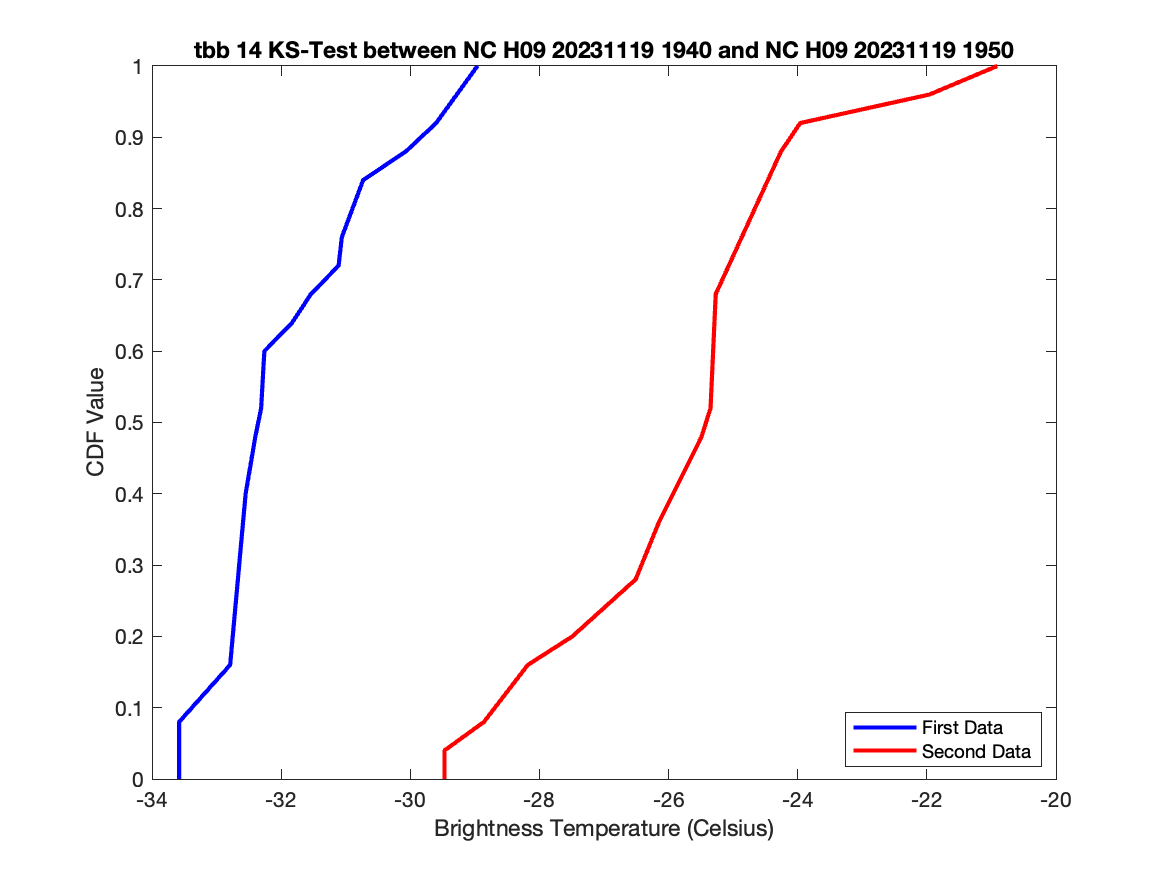 tbb 14 KS-Test between NC H09 20231119 1940 and NC H09 20231119 1950
1
0.9
0.8
0.7
0.6
0.5
0.4
0.3
0.2
0.1
0
CDF Value
First Data
Second Data
-34 -32 -30 -28 -26 -24 -22 -20
Brightness Temperature (Celsius)